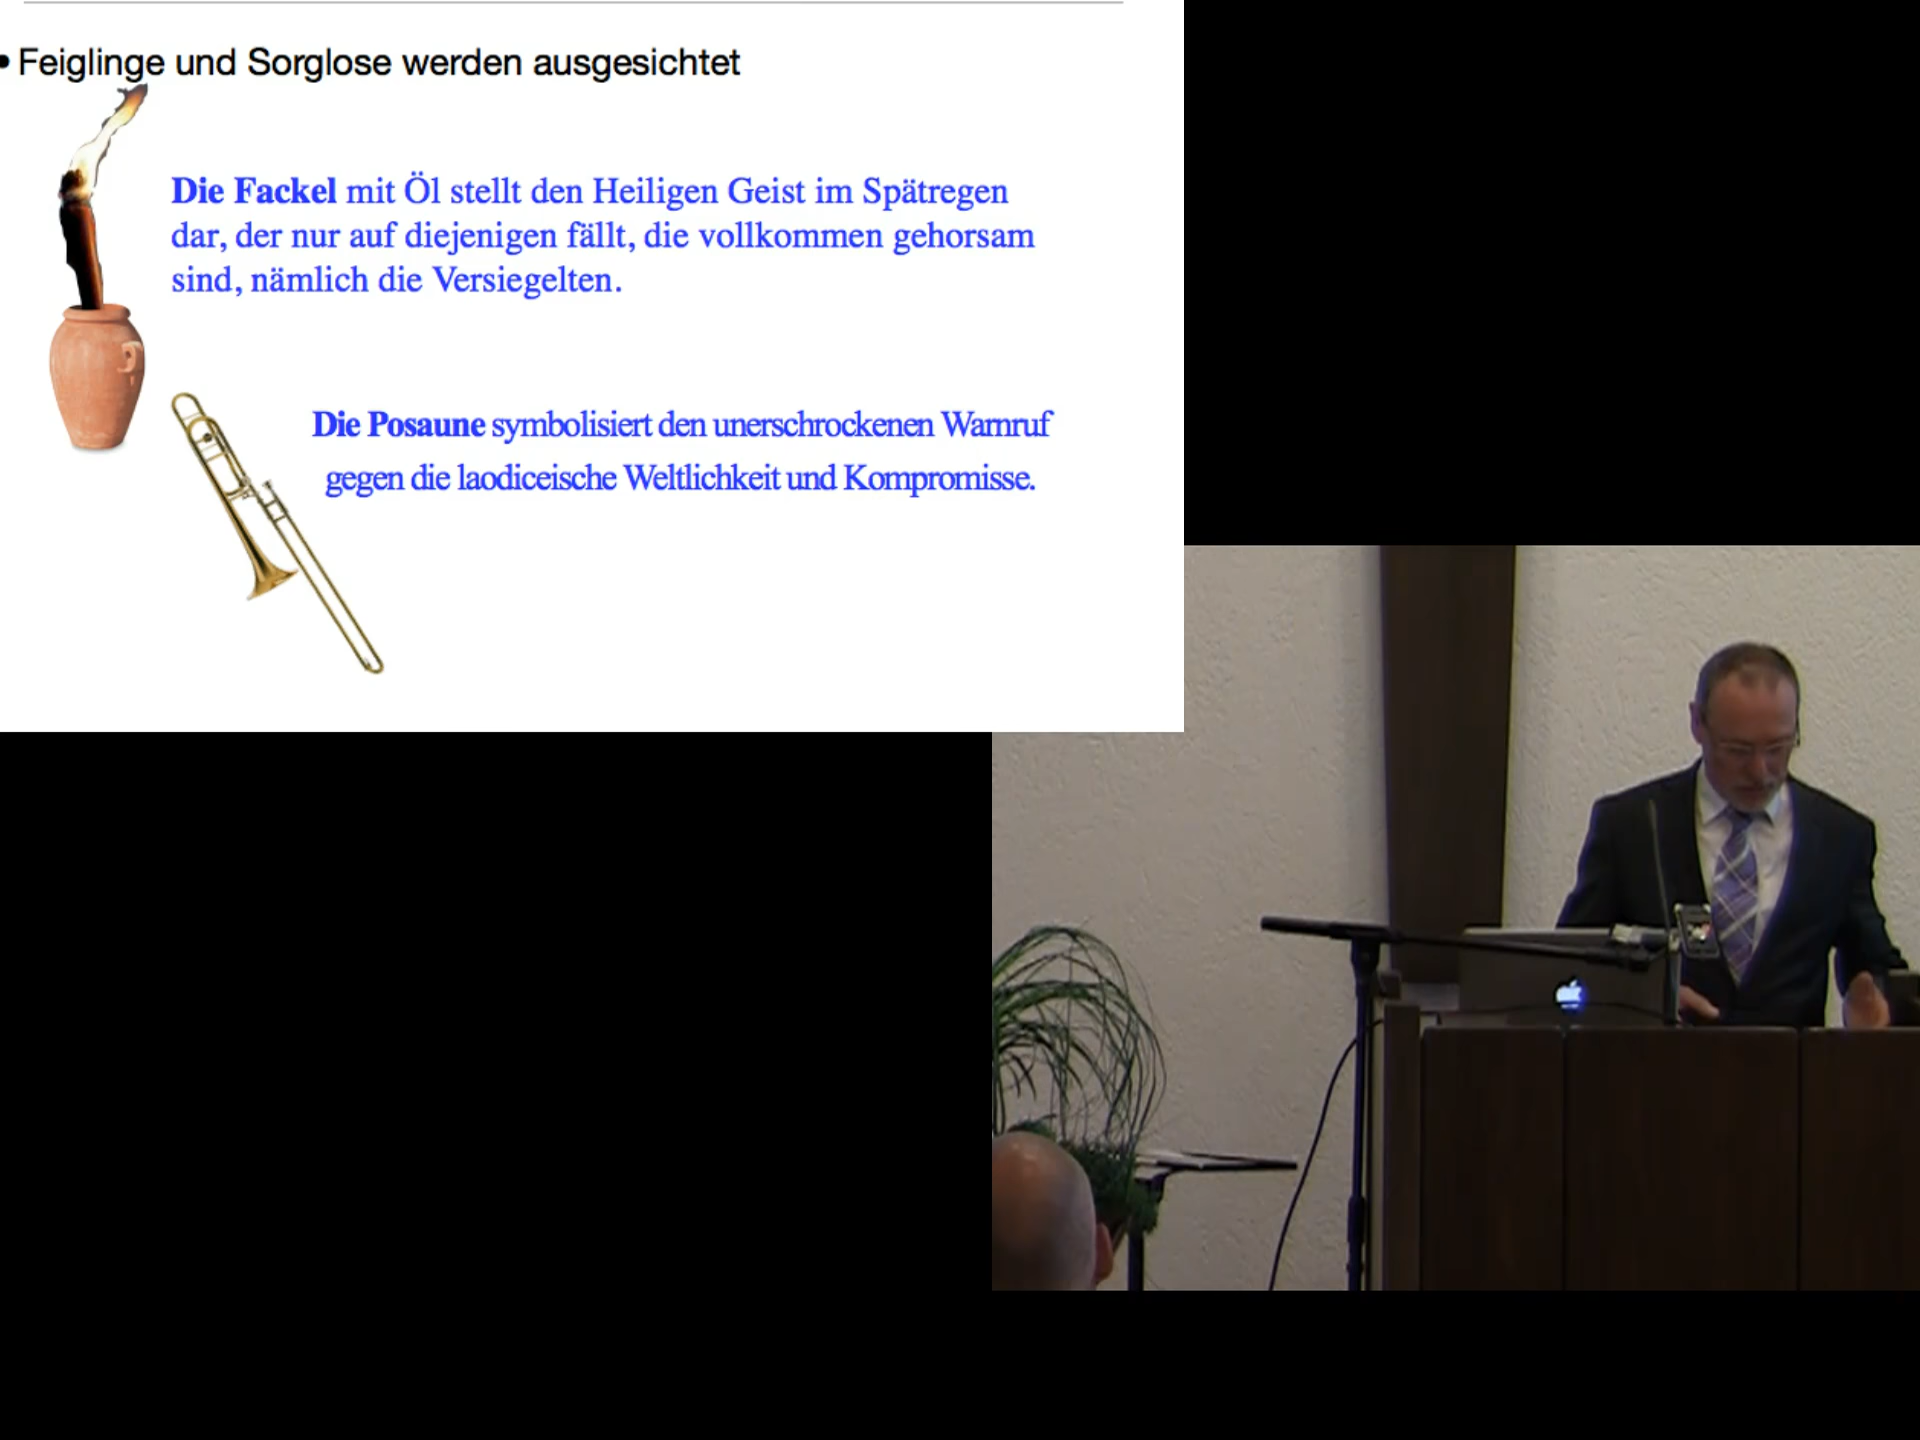 • Feiglinge und Sorglose werden ausgesichtet
Die Fackel mit Öl stellt den Heiligen Geist im Spätregen
dar, der nur auf diejenigen fällt, die vollkommen gehorsam
sind, nämlich die Versiegelten.
Die Posaune symbolisiert den unerschrockenen Warnruf
gegen die laodiceische Weltlichkeit und Kompromisse.